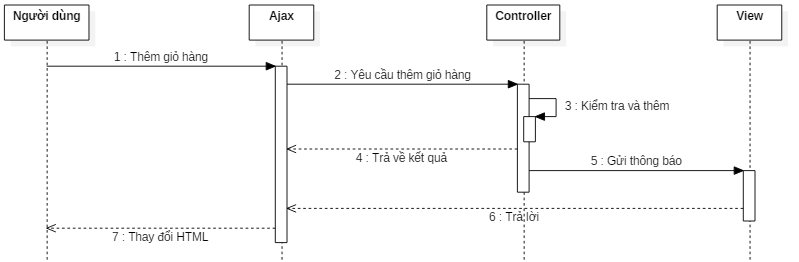 Người dùng
Ajax
Controller
View
1 : Thêm giỏ hàng
2 : Yêu cầu thêm giỏ hàng
3 : Kiểm tra và thêm
4 : Trả về kết quả
5 : Gửi thông báo
6 : Trả lời
7 : Thay đổi HTML